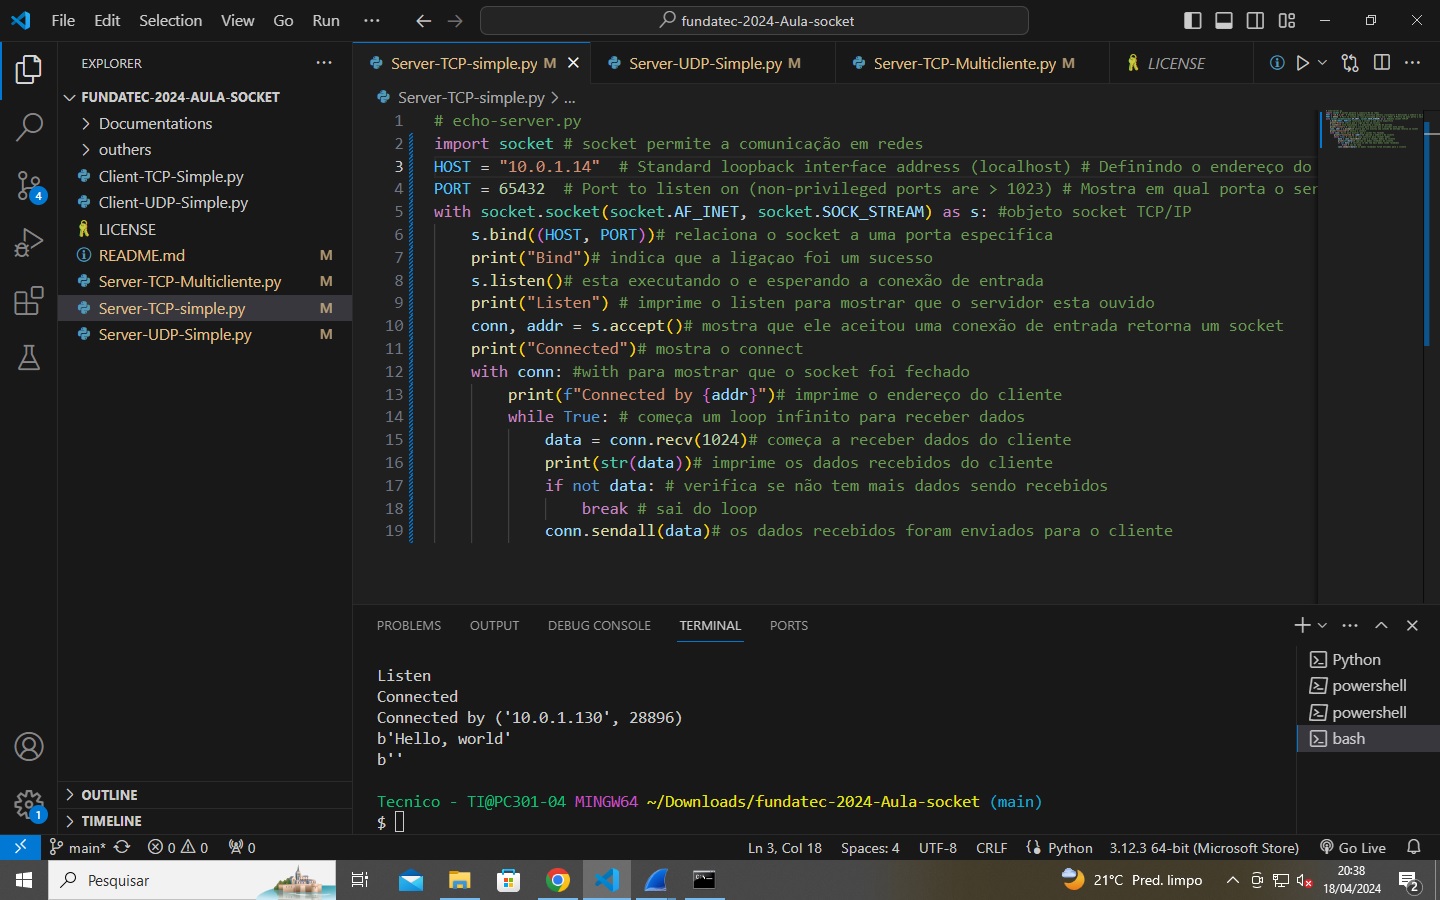 File Edit Selection View Go Run ··· fundatec-2024-Aula-socket
EXPLORER ···
FUNDATEC-2024-AULA-SOCKET
Documentations
outhers
Client-TCP-Simple.py
Client-UDP-Simple.py
LICENSE
README.md M
Server-TCP-Multicliente.py M
Server-TCP-simple.py M
Server-UDP-Simple.py M
OUTLINE
TIMELINE
4
1
Server-TCP-simple.py M Server-UDP-Simple.py M Server-TCP-Multicliente.py M LICENSE
Server-TCP-simple.py > ...
1 # echo-server.py
2 import socket # socket permite a comunicação em redes
3 HOST = "10.0.1.14"  # Standard loopback interface address (localhost) # Definindo o endereço do
4 PORT = 65432  # Port to listen on (non-privileged ports are > 1023) # Mostra em qual porta o ser
5 with socket.socket(socket.AF_INET, socket.SOCK_STREAM) as s: #objeto socket TCP/IP
6 s.bind((HOST, PORT))# relaciona o socket a uma porta especifica
7 print("Bind")# indica que a ligaçao foi um sucesso
8 s.listen()# esta executando o e esperando a conexão de entrada
9 print("Listen") # imprime o listen para mostrar que o servidor esta ouvido
10 conn, addr = s.accept()# mostra que ele aceitou uma conexão de entrada retorna um socket
11 print("Connected")# mostra o connect
12 with conn: #with para mostrar que o socket foi fechado
13 print(f"Connected by {addr}")# imprime o endereço do cliente
14 while True: # começa um loop infinito para receber dados
15 data = conn.recv(1024)# começa a receber dados do cliente
16 print(str(data))# imprime os dados recebidos do cliente
17 if not data: # verifica se não tem mais dados sendo recebidos
18 break # sai do loop
19 conn.sendall(data)# os dados recebidos foram enviados para o cliente
PROBLEMS OUTPUT DEBUG CONSOLE TERMINAL PORTS
Listen
Connected
Connected by ('10.0.1.130', 28896)
b'Hello, world'
b''
Tecnico - TI@PC301-04 MINGW64 ~/Downloads/fundatec-2024-Aula-socket (main)
$
Python
powershell
powershell
bash
main* 0 0 0 Ln 3, Col 18 Spaces: 4 UTF-8 CRLF Python 3.12.3 64-bit (Microsoft Store) Go Live
Pesquisar 21°C Pred. limpo 20:38
18/04/2024 2